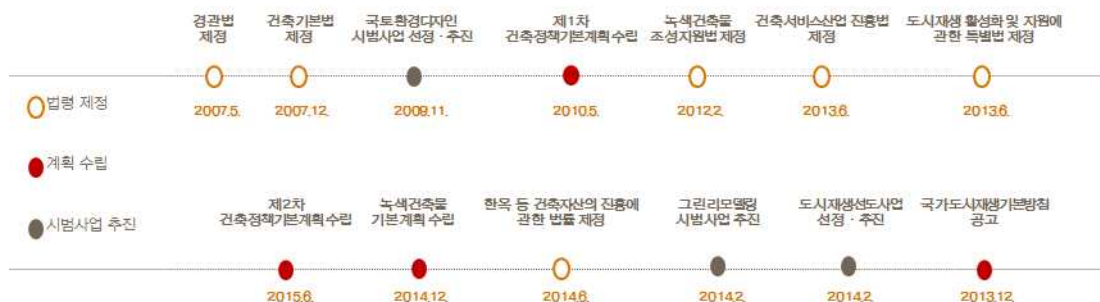 경관법
제정
건축기본법
제정
국토환경디자인
시범사업 선정·추진
제1차
건축정책기본계획 수립
녹색건축물
조성지원법 제정
건축서비스산업 진흥법
제정
도시재생 활성화 및 지원에
관한 특별법 제정
2007.5.
2007.12.
2009.11.
2010.5.
2012.2.
2013.6.
2013.6.
법령 제정
계획 수립
시범사업 추진
제2차
건축정책기본계획 수립
녹색건축물
기본계획 수립
한옥 등 건축자산의 진흥에
관한 법률 제정
그린리모델링
시범사업 추진
도시재생선도사업
선정·추진
국가도시재생기본방침
공고
2015.6.
2014.12.
2014.6.
2014.2.
2014.2.
2013.12.